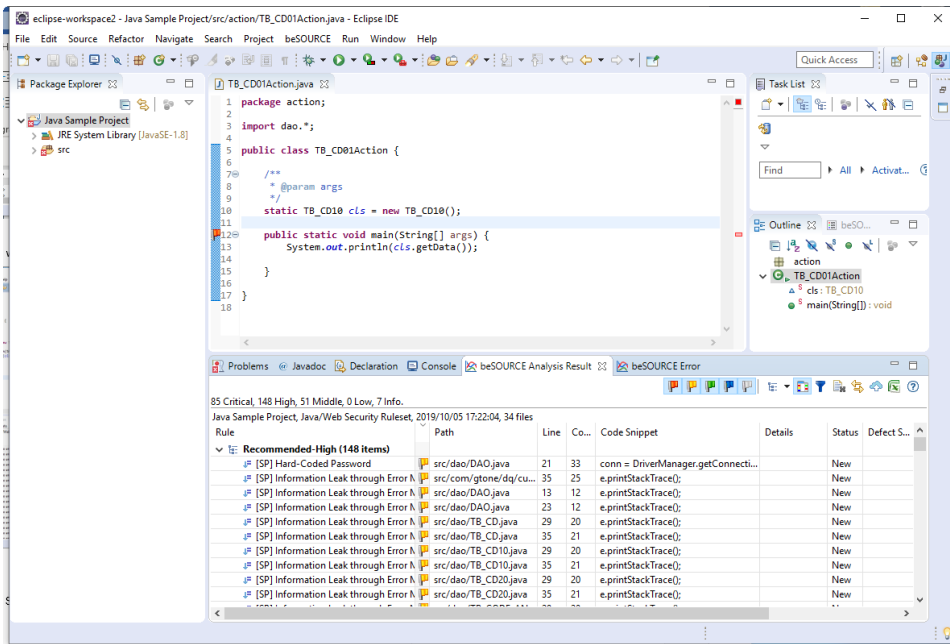 eclipse-workspace2 - Java Sample Project/src/action/TB_CD01Action.java - Eclipse IDE
File Edit Source Refactor Navigate Search Project beSOURCE Run Window Help
Quick Access
Package Explorer
Java Sample Project
JRE System Library [JavaSE-1.8]
src
TB_CD01Action.java
1 package action;
2
3 import dao.*;
4
5 public class TB_CD01Action {
6
7 /**
8 * @param args
9 */
10 static TB_CD10 cls = new TB_CD10();
11
12 public static void main(String[] args) {
13 System.out.println(cls.getData());
14
15 }
16
17 }
18
Task List
Find All Activat...
Outline beSO...
action
TB_CD01Action
cls : TB_CD10
main(String[]) : void
Problems @ Javadoc Declaration Console beSOURCE Analysis Result beSOURCE Error
85 Critical, 148 High, 51 Middle, 0 Low, 7 Info.
Java Sample Project, Java/Web Security Ruleset, 2019/10/05 17:22:04, 34 files
Rule Path Line Co... Code Snippet Details Status Defect S...
Recommended-High (148 items)
[SP] Hard-Coded Password src/dao/DAO.java 21 33 conn = DriverManager.getConnecti... New
[SP] Information Leak through Error src/com/gtone/dq/cu... 35 25 e.printStackTrace(); New
[SP] Information Leak through Error src/dao/DAO.java 13 12 e.printStackTrace(); New
[SP] Information Leak through Error src/dao/DAO.java 23 12 e.printStackTrace(); New
[SP] Information Leak through Error src/dao/TB_CD.java 29 20 e.printStackTrace(); New
[SP] Information Leak through Error src/dao/TB_CD.java 35 21 e.printStackTrace(); New
[SP] Information Leak through Error src/dao/TB_CD10.java 29 20 e.printStackTrace(); New
[SP] Information Leak through Error src/dao/TB_CD10.java 35 21 e.printStackTrace(); New
[SP] Information Leak through Error src/dao/TB_CD20.java 29 20 e.printStackTrace(); New
[SP] Information Leak through Error src/dao/TB_CD20.java 35 21 e.printStackTrace(); New